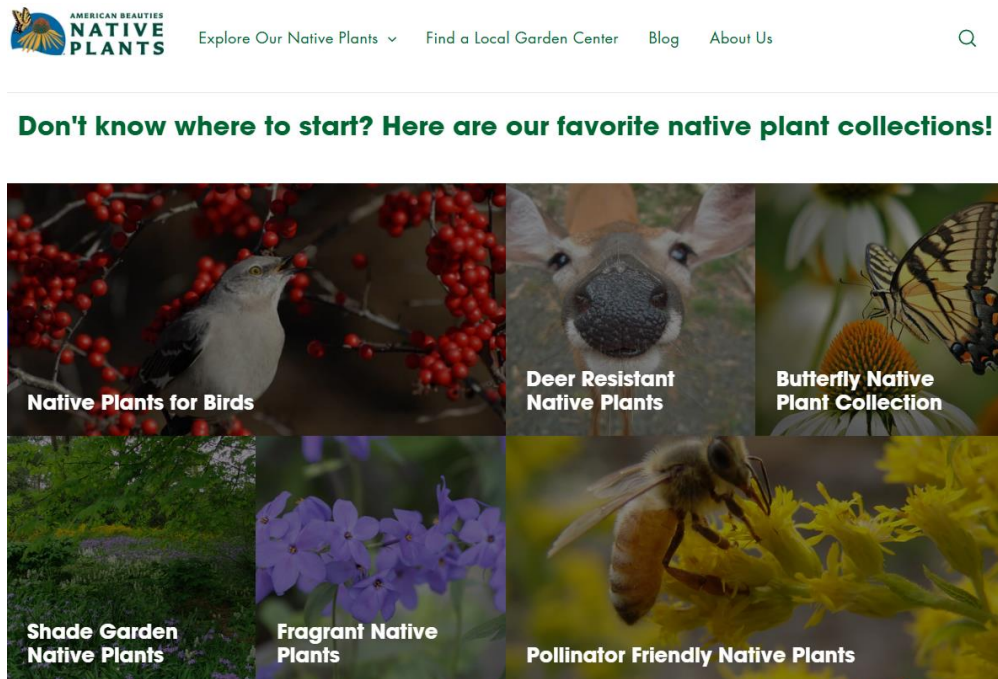 AMERICAN BEAUTIES
NATIVE
PLANTS
Explore Our Native Plants
Find a Local Garden Center
Blog
About Us
Don't know where to start? Here are our favorite native plant collections!
Native Plants for Birds
Deer Resistant
Native Plants
Butterfly Native
Plant Collection
Shade Garden
Native Plants
Fragrant Native
Plants
Pollinator Friendly Native Plants